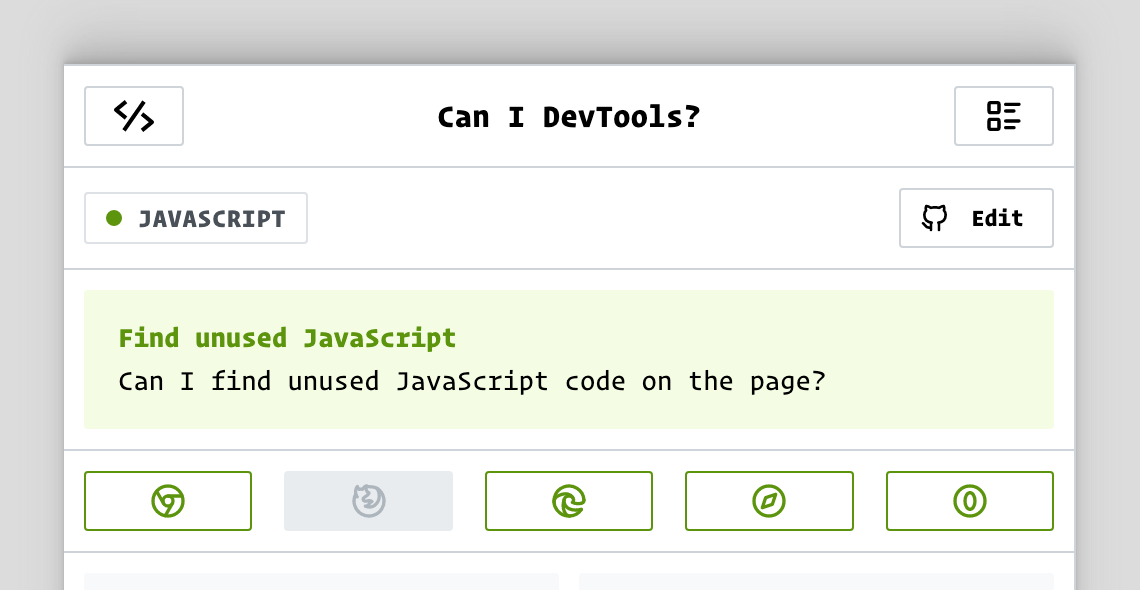 Can I DevTools?
JAVASCRIPT
Edit
Find unused JavaScript
Can I find unused JavaScript code on the page?